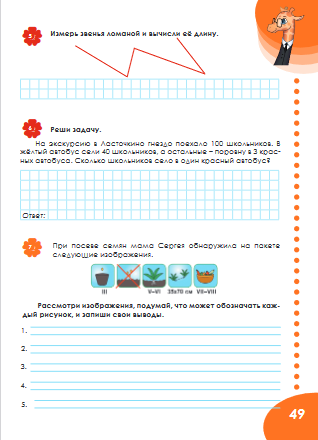 5. Измерь звенья ломаной и вычисли её длину.
6. Реши задачу.
На экскурсию в Ласточкино гнездо поехало 100 школьников. В
жёлтый автобус сели 40 школьников, а остальные – поровну в 3 крас-
ных автобуса. Сколько школьников село в один красный автобус?
Ответ:
7. При посеве семян мама Сергея обнаружила на пакете
следующие изображения.
III V–VI 35х70 см VII–VIII
Рассмотри изображения, подумай, что может обозначать каж-
дый рисунок, и запиши свои выводы.
1.
2.
3.
4.
5.
49